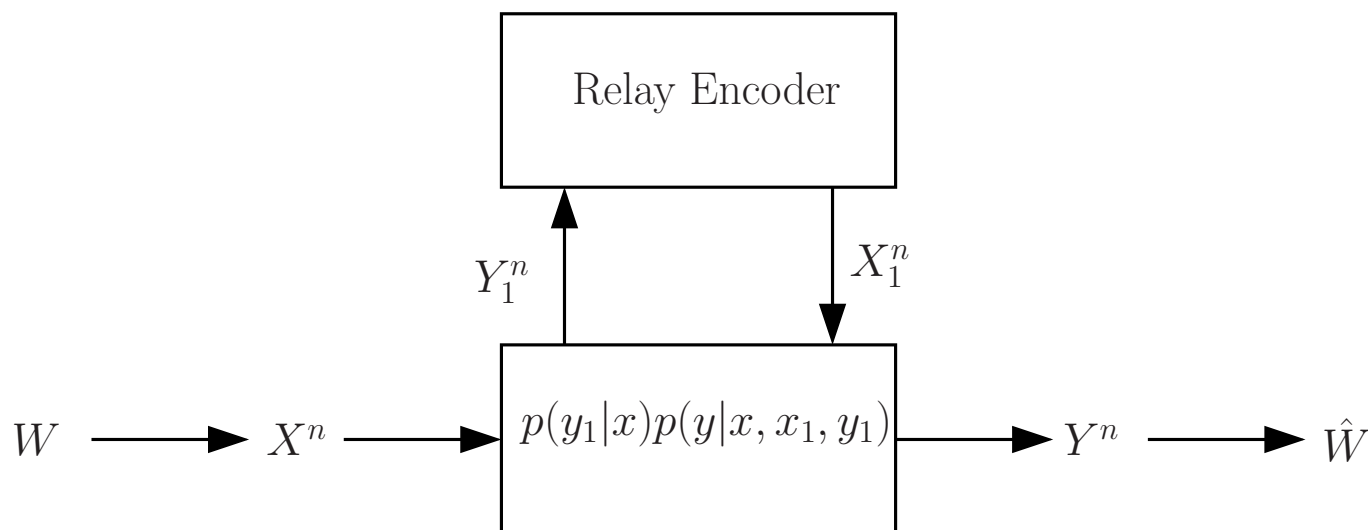 Relay Encoder
Y_1^n
X_1^n
p(y_1|x)p(y|x, x_1, y_1)
W
X^n
Y^n
Ŵ